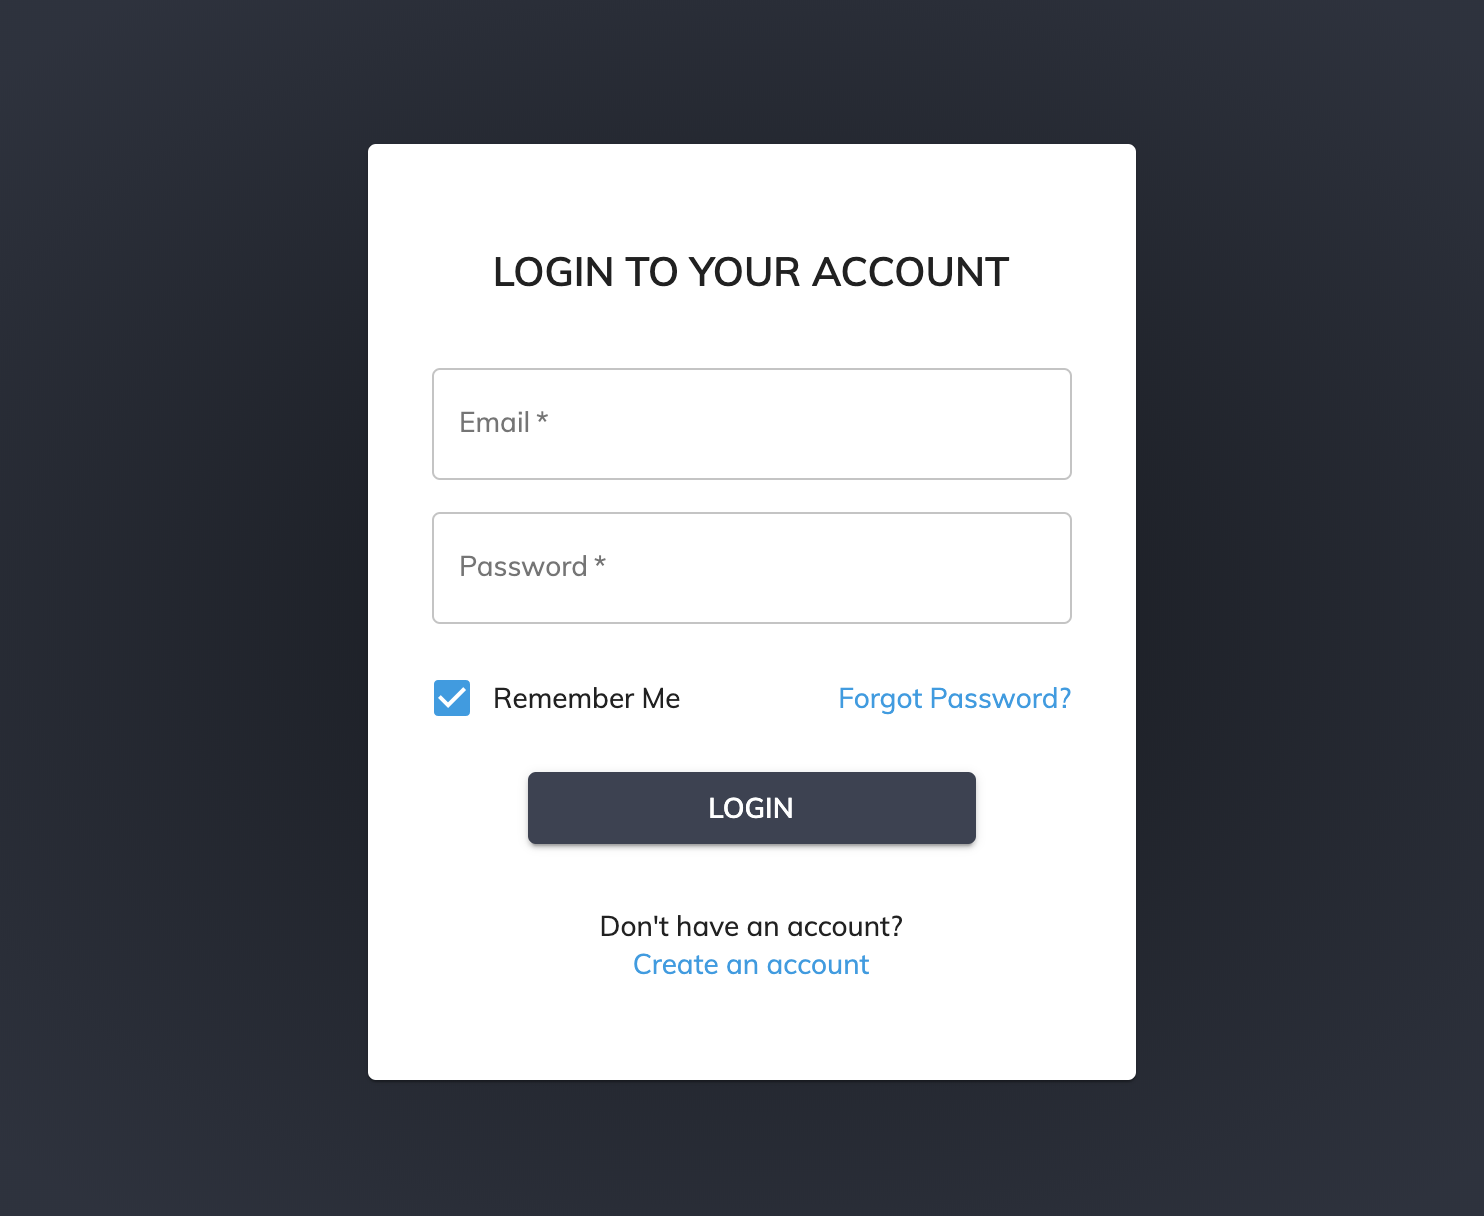 LOGIN TO YOUR ACCOUNT
Email *
Password *
Remember Me
Forgot Password?
LOGIN
Don't have an account?
Create an account